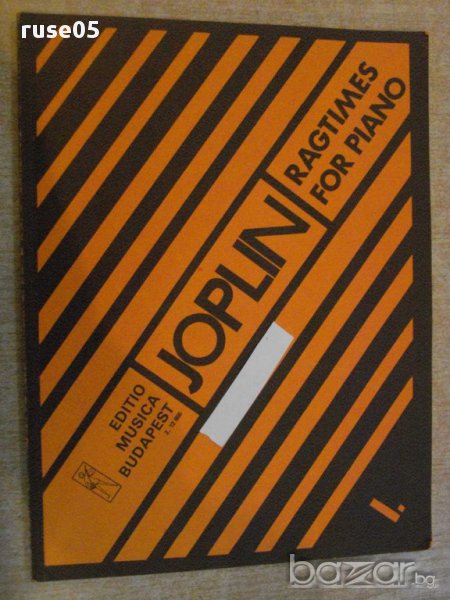 ruse05
RAGTIMES
FOR PIANO
JOPLIN
EDITIO
MUSICA
BUDAPEST
I.
bazar.bg